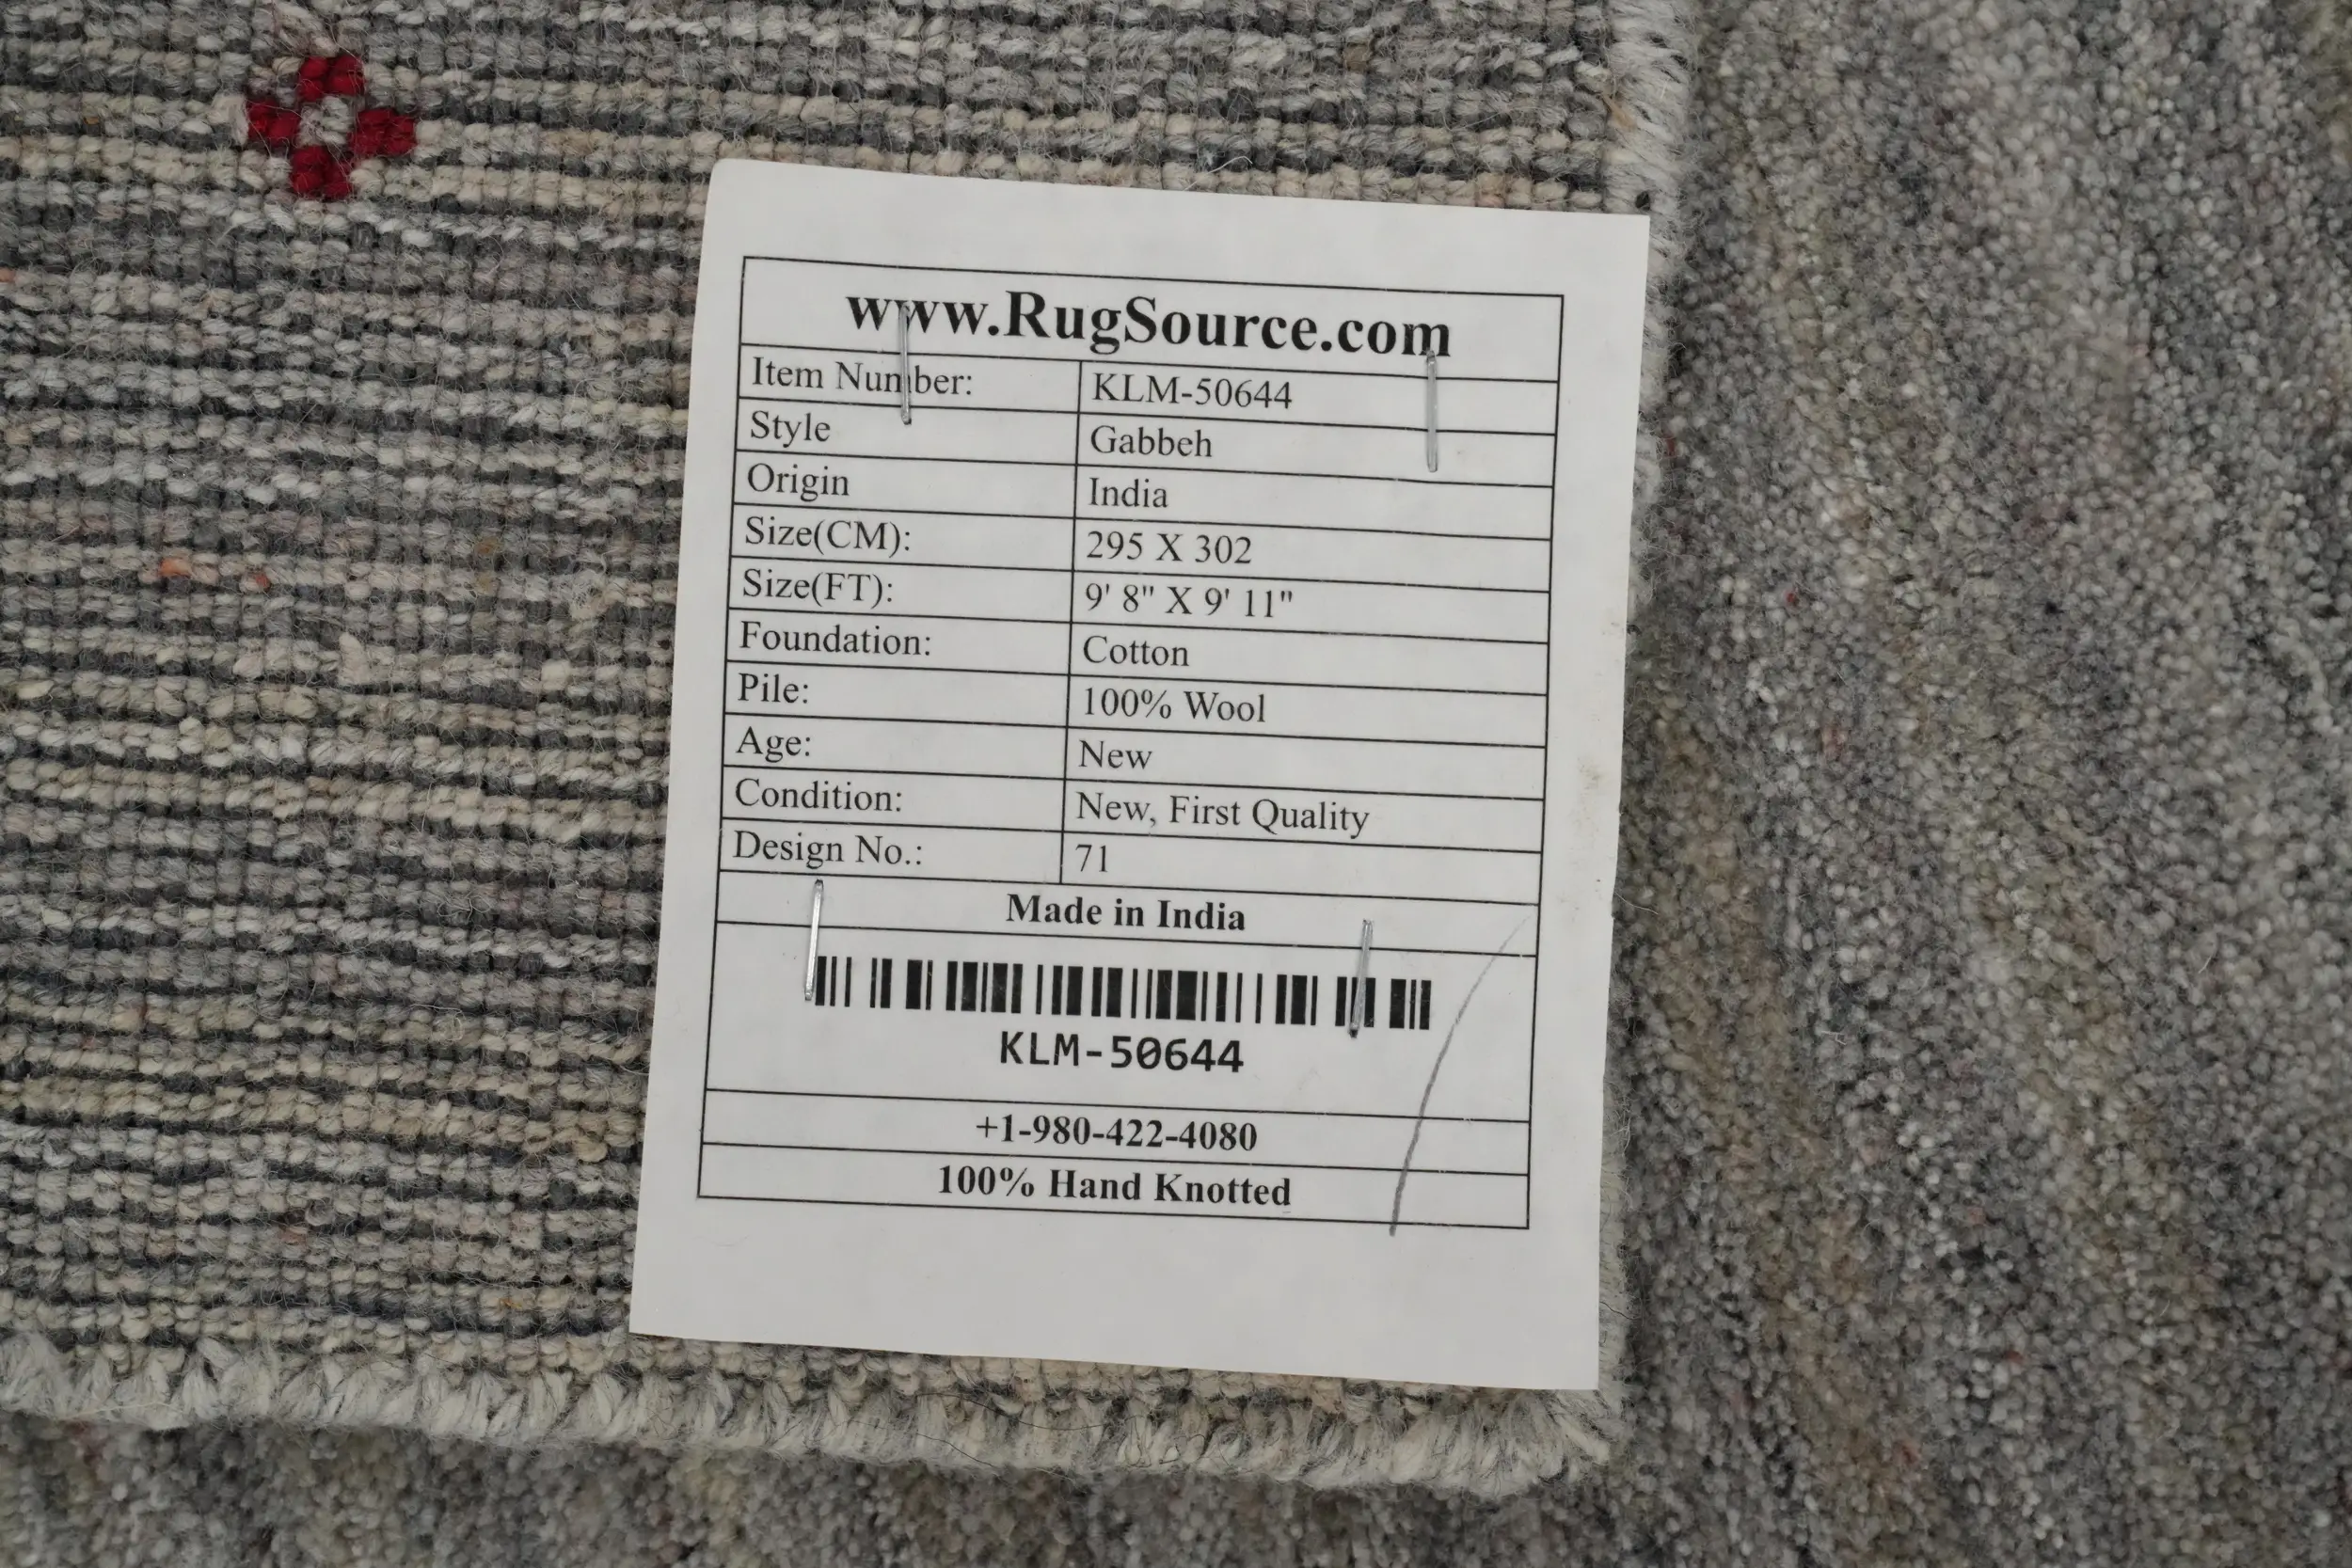 www.RugSource.com
Item Number: KLM-50644
Style Gabbeh
Origin India
Size(CM): 295 X 302
Size(FT): 9' 8" X 9' 11"
Foundation: Cotton
Pile: 100% Wool
Age: New
Condition: New, First Quality
Design No.: 71
Made in India
KLM-50644
+1-980-422-4080
100% Hand Knotted